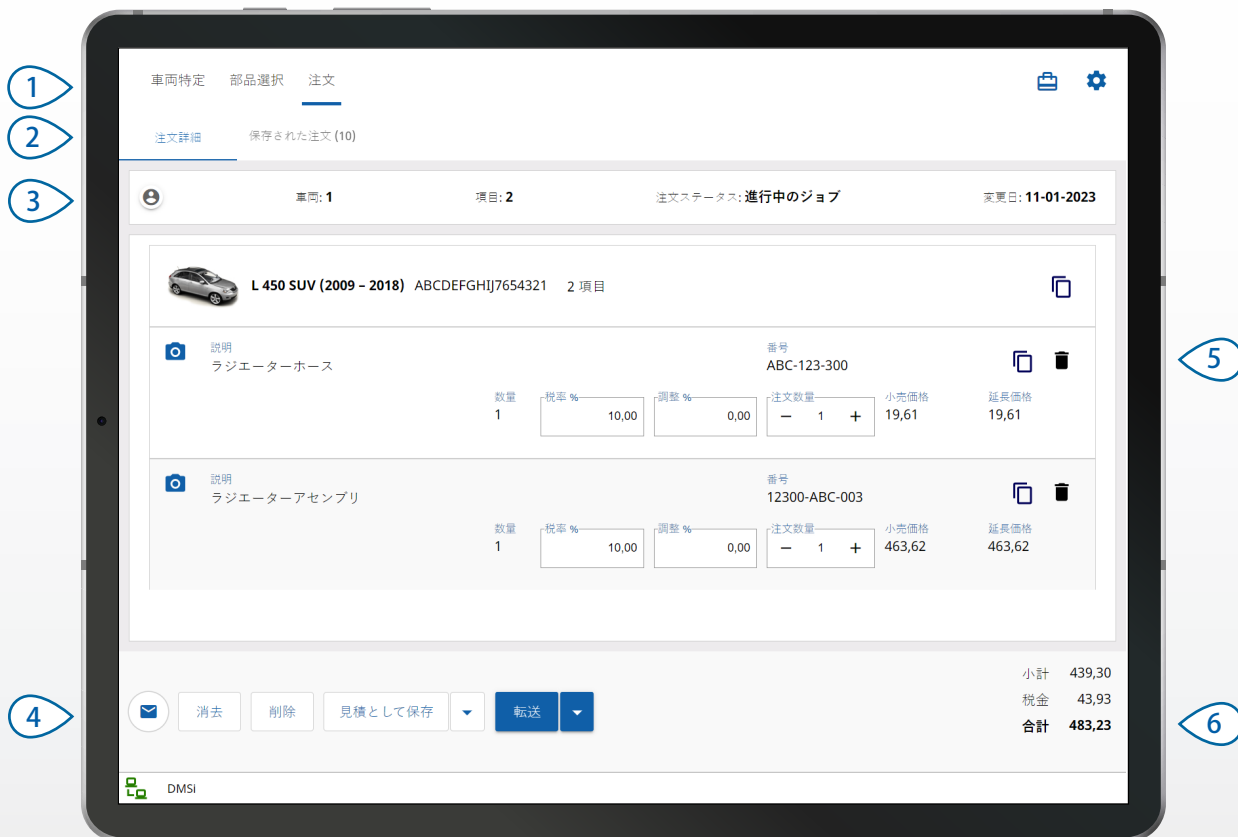 1
車両特定 部品選択 注文
2
注文詳細 保存された注文 (10)
3
車両: 1 項目: 2 注文ステータス: 進行中のジョブ 変更日: 11-01-2023
L 450 SUV (2009 – 2018) ABCDEFGHIJ7654321 2 項目
5
説明 番号
ラジエーターホース ABC-123-300
数量 税率 % 調整 % 注文数量 小売価格 延長価格
1 10,00 0,00 − 1 + 19,61 19,61
説明 番号
ラジエーターアセンブリ 12300-ABC-003
数量 税率 % 調整 % 注文数量 小売価格 延長価格
1 10,00 0,00 − 1 + 463,62 463,62
4
消去 削除 見積として保存 転送
6
小計 439,30
税金 43,93
合計 483,23
DMSi